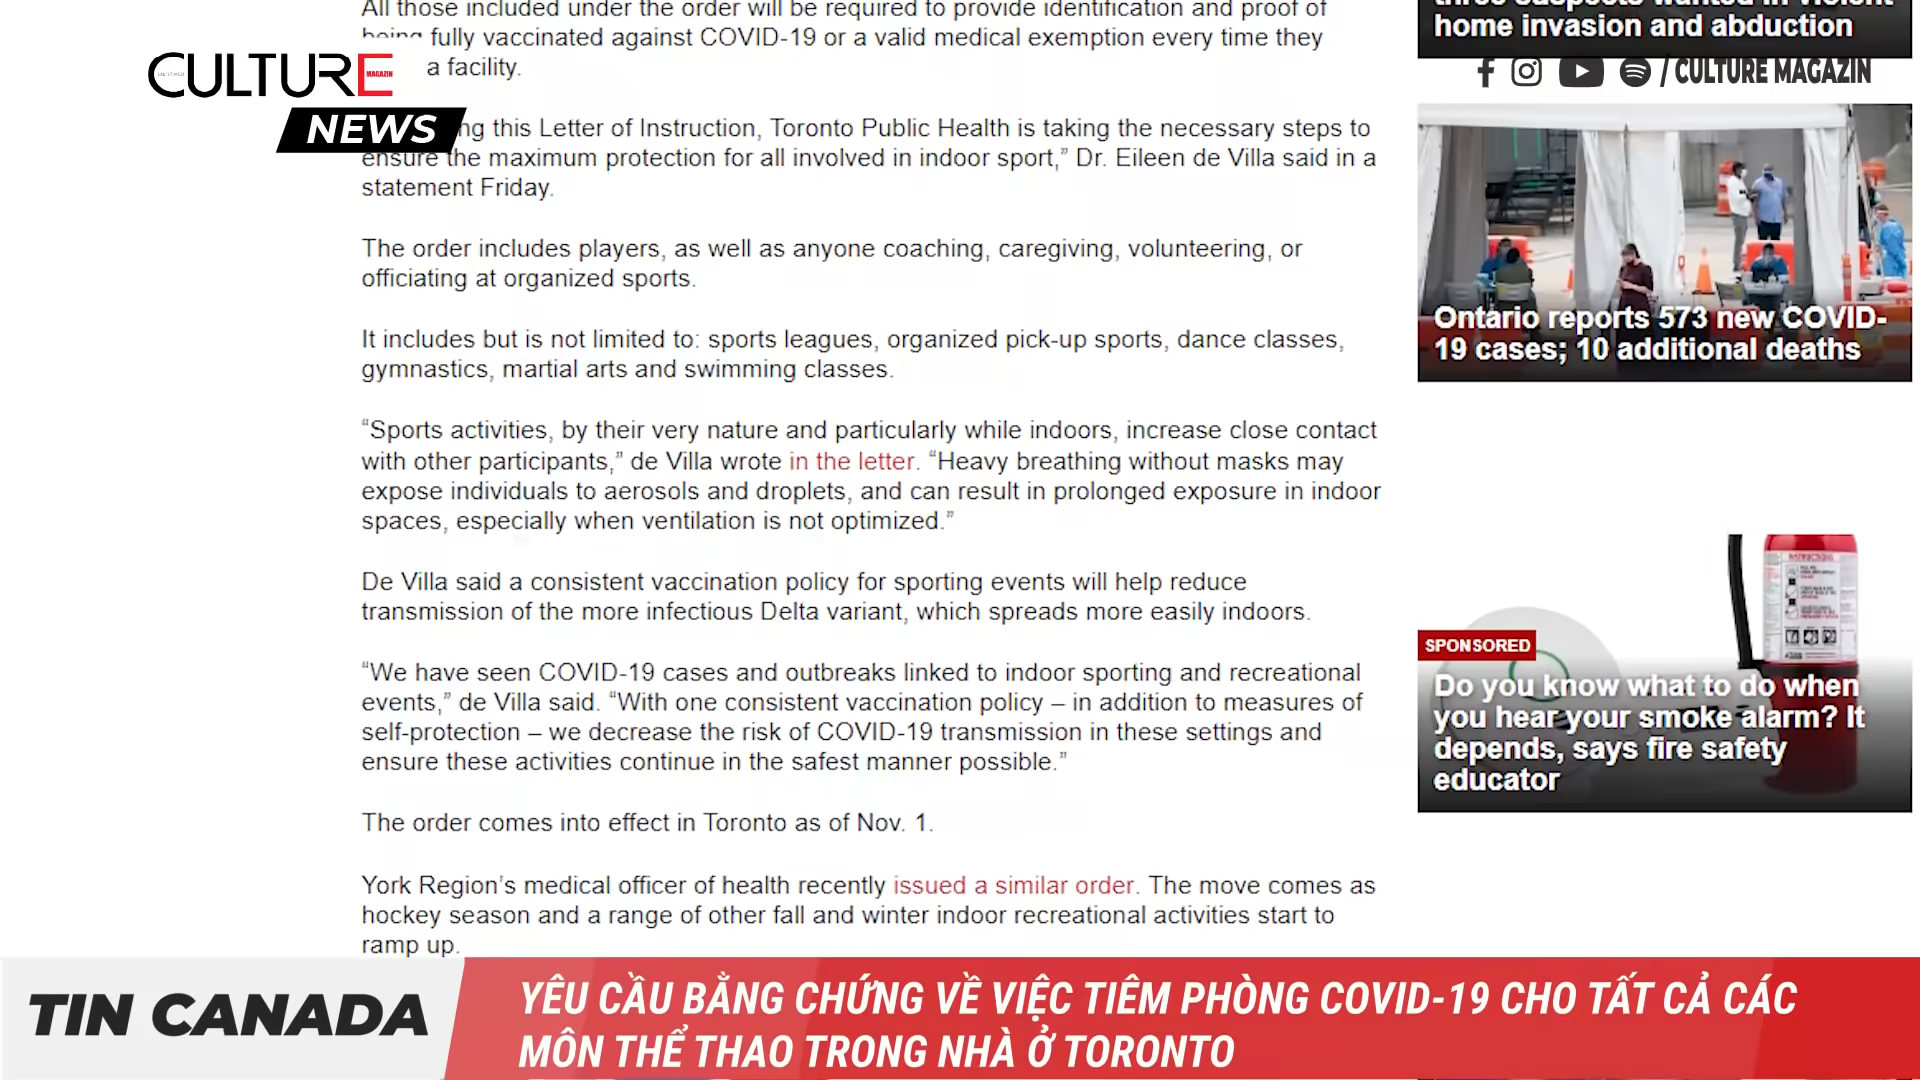 All those included under the order will be required to provide identification and proof of
being fully vaccinated against COVID-19 or a valid medical exemption every time they
a facility.
ng this Letter of Instruction, Toronto Public Health is taking the necessary steps to
ensure the maximum protection for all involved in indoor sport,” Dr. Eileen de Villa said in a
statement Friday.
The order includes players, as well as anyone coaching, caregiving, volunteering, or
officiating at organized sports.
It includes but is not limited to: sports leagues, organized pick-up sports, dance classes,
gymnastics, martial arts and swimming classes.
“Sports activities, by their very nature and particularly while indoors, increase close contact
with other participants,” de Villa wrote in the letter. “Heavy breathing without masks may
expose individuals to aerosols and droplets, and can result in prolonged exposure in indoor
spaces, especially when ventilation is not optimized.”
De Villa said a consistent vaccination policy for sporting events will help reduce
transmission of the more infectious Delta variant, which spreads more easily indoors.
“We have seen COVID-19 cases and outbreaks linked to indoor sporting and recreational
events,” de Villa said. “With one consistent vaccination policy – in addition to measures of
self-protection – we decrease the risk of COVID-19 transmission in these settings and
ensure these activities continue in the safest manner possible.”
The order comes into effect in Toronto as of Nov. 1.
York Region’s medical officer of health recently issued a similar order. The move comes as
hockey season and a range of other fall and winter indoor recreational activities start to
ramp up.
CULTURE
MAGAZIN
NEWS
three suspects wanted in violent
home invasion and abduction
/ CULTURE MAGAZIN
Ontario reports 573 new COVID-
19 cases; 10 additional deaths
INSTRUCTIONS
SPONSORED
Do you know what to do when
you hear your smoke alarm? It
depends, says fire safety
educator
TIN CANADA
YÊU CẦU BẰNG CHỨNG VỀ VIỆC TIÊM PHÒNG COVID-19 CHO TẤT CẢ CÁC
MÔN THỂ THAO TRONG NHÀ Ở TORONTO